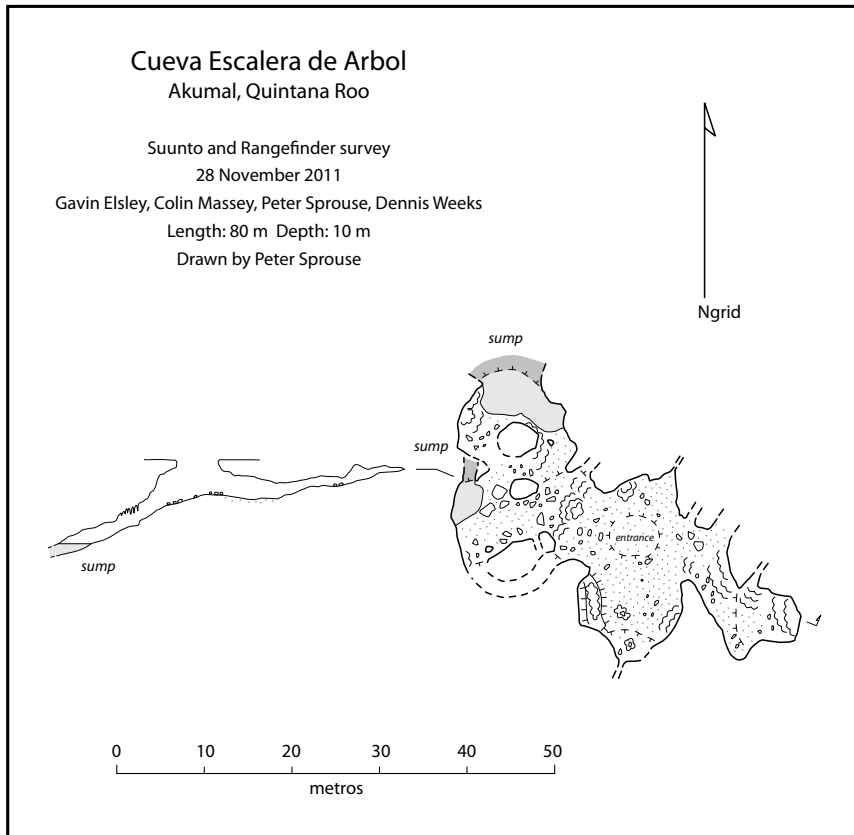 Cueva Escalera de Arbol
Akumal, Quintana Roo
Suunto and Rangefinder survey
28 November 2011
Gavin Elsley, Colin Massey, Peter Sprouse, Dennis Weeks
Length: 80 m Depth: 10 m
Drawn by Peter Sprouse
Ngrid
sump
sump
entrance
sump
0 10 20 30 40 50
metros